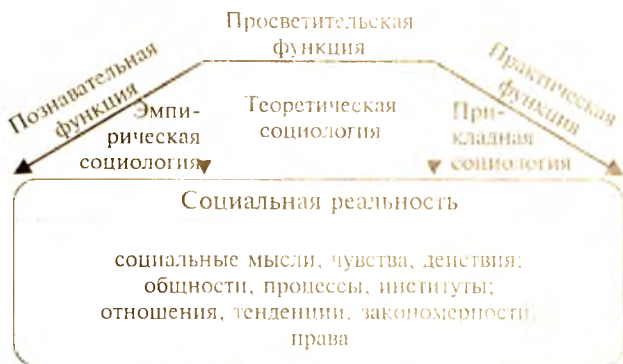 Просветительская
функция
Познавательная
функция
Практическая
функция
Эмпи-
рическая
социология
Теоретическая
социология
При-
кладная
социология
Социальная реальность
социальные мысли, чувства, действия;
общности, процессы, институты;
отношения, тенденции, закономерности,
права